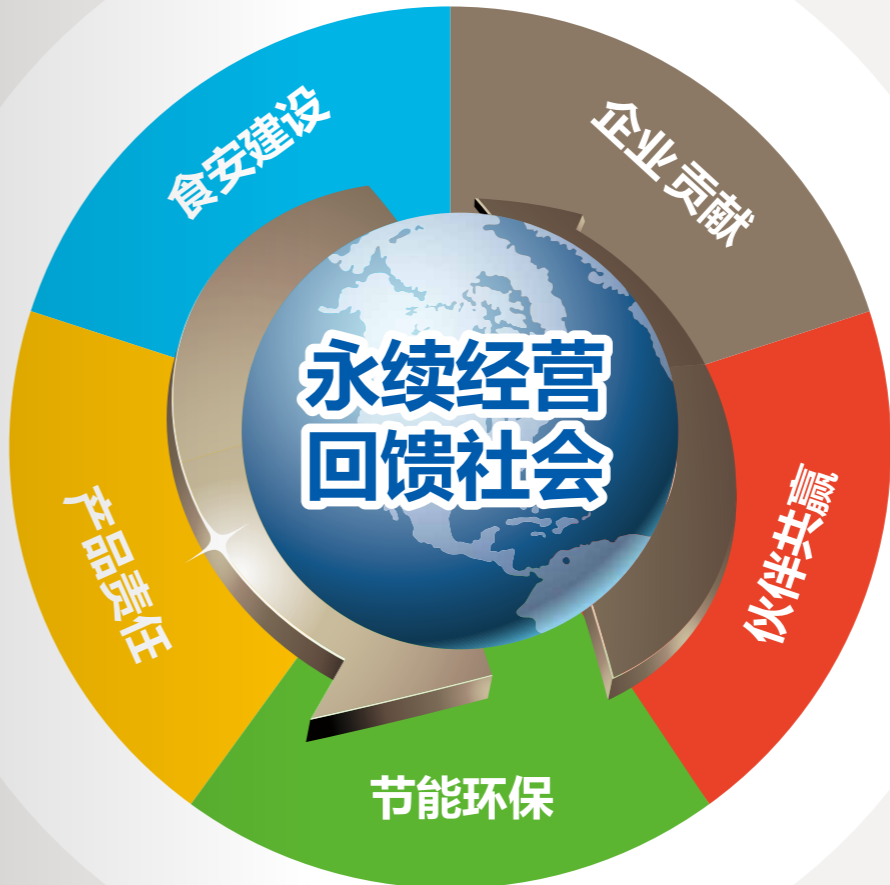 食安建设
企业贡献
永续经营
回馈社会
产品责任
伙伴共赢
节能环保